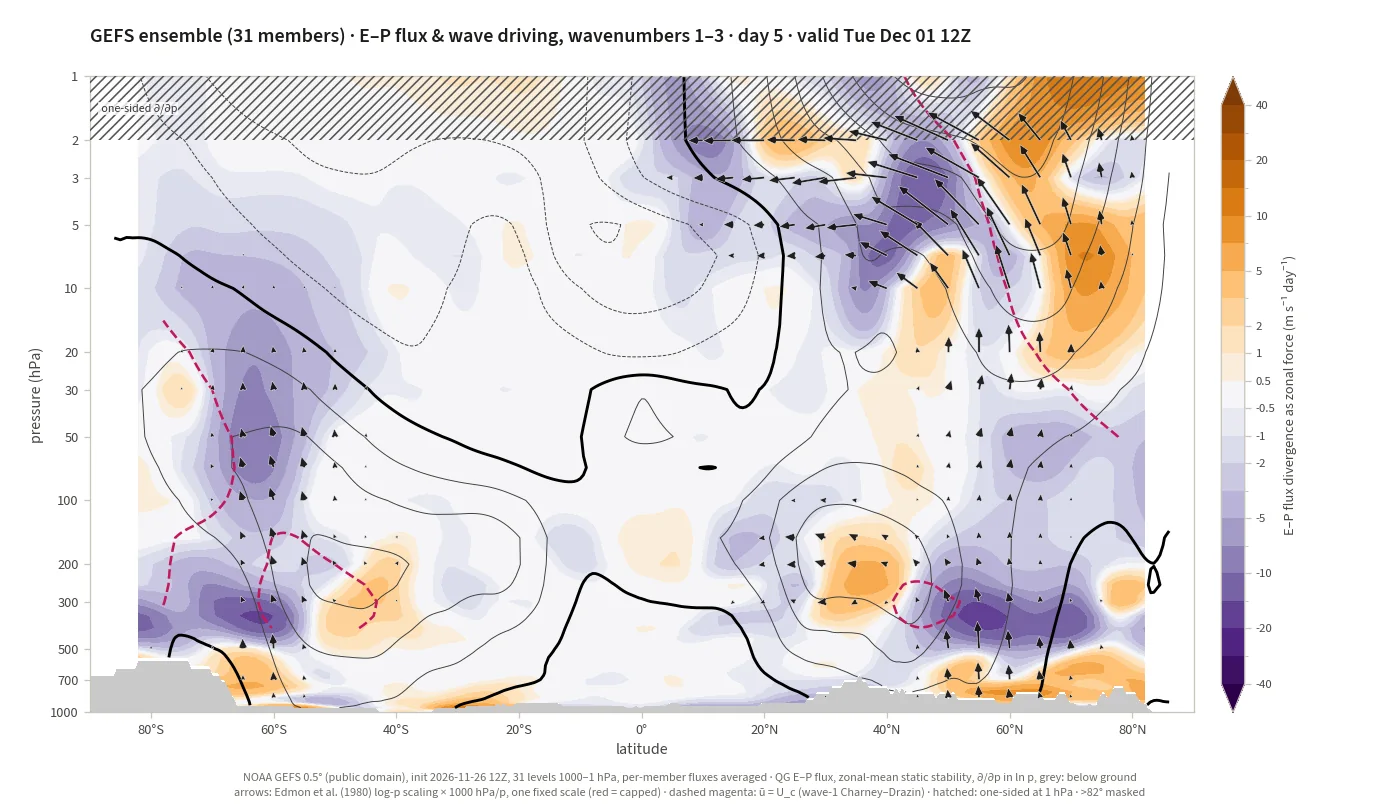 GEFS ensemble (31 members) · E–P flux & wave driving, wavenumbers 1–3 · day 5 · valid Tue Dec 01 12Z
one-sided ∂/∂p
1
2
3
5
10
20
30
50
100
200
300
500
700
1000
pressure (hPa)
80°S
60°S
40°S
20°S
0°
20°N
40°N
60°N
80°N
latitude
40
20
10
5
2
1
0.5
-0.5
-1
-2
-5
-10
-20
-40
E–P flux divergence as zonal force (m s⁻¹ day⁻¹)
NOAA GEFS 0.5° (public domain), init 2026-11-26 12Z, 31 levels 1000–1 hPa, per-member fluxes averaged · QG E–P flux, zonal-mean static stability, ∂/∂p in ln p, grey: below ground
arrows: Edmon et al. (1980) log-p scaling × 1000 hPa/p, one fixed scale (red = capped) · dashed magenta: ū = U_c (wave-1 Charney–Drazin) · hatched: one-sided at 1 hPa · >82° masked